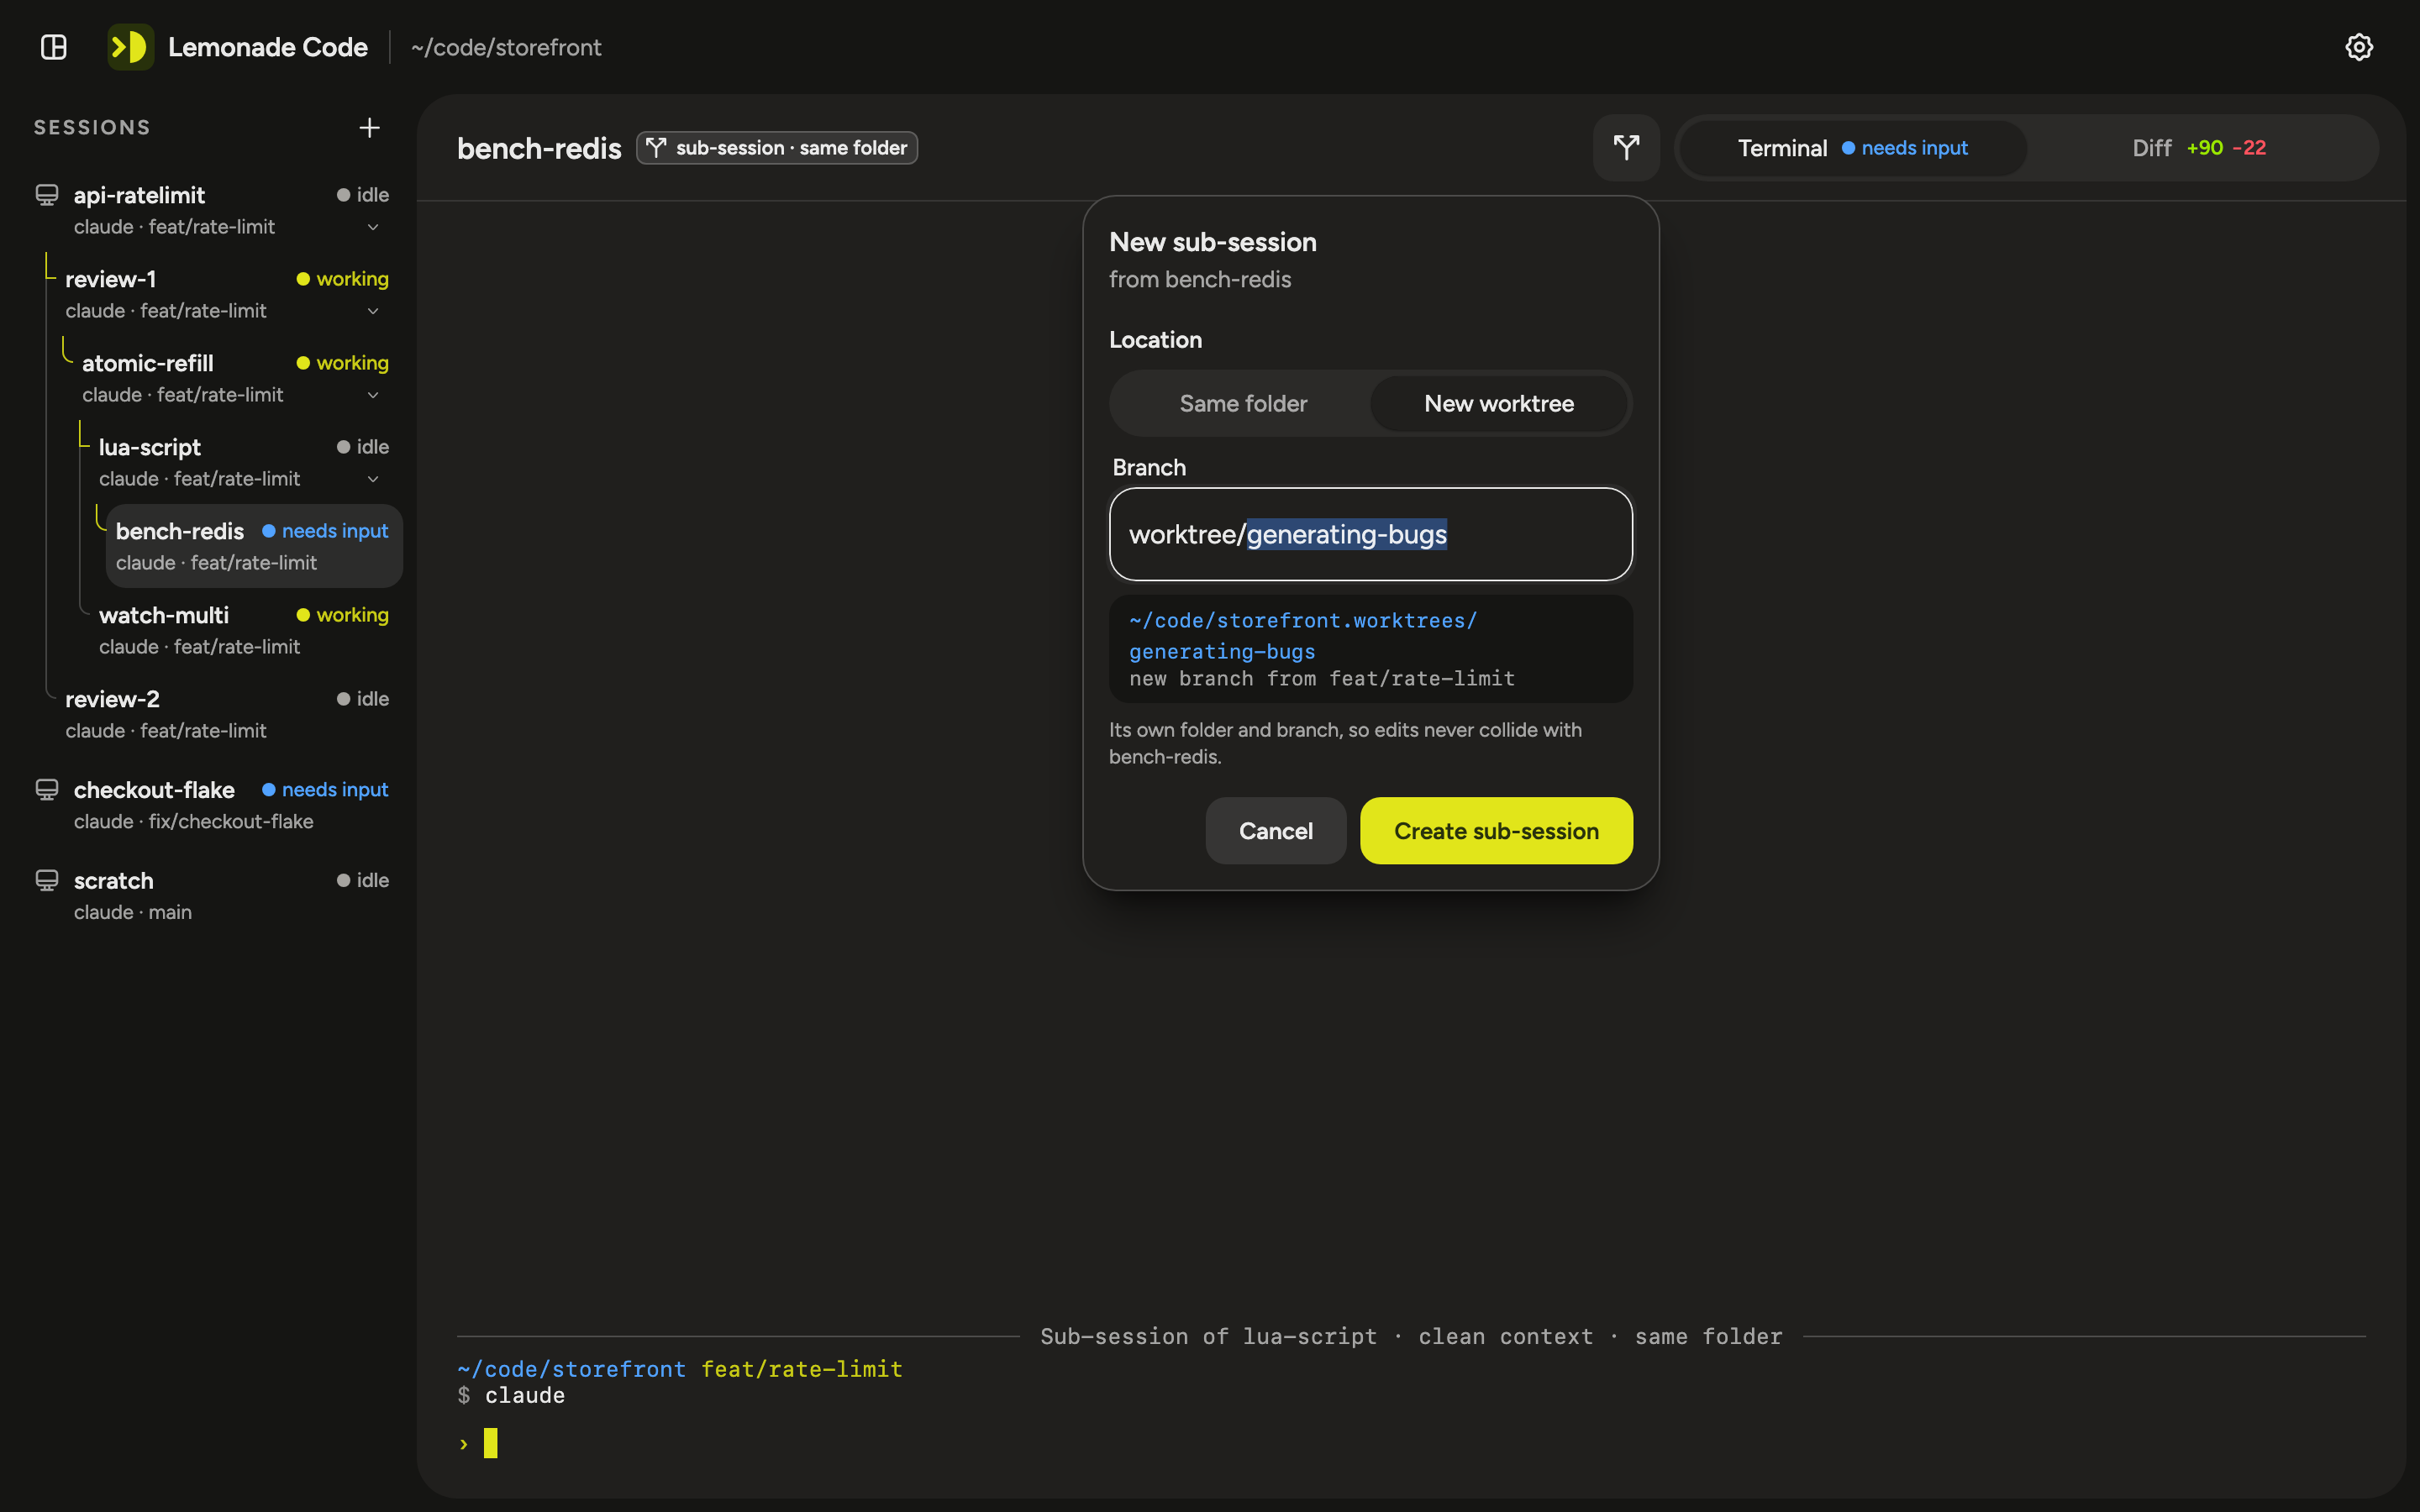 Lemonade Code
~/code/storefront
SESSIONS
api-ratelimit idle
claude · feat/rate-limit
review-1 working
claude · feat/rate-limit
atomic-refill working
claude · feat/rate-limit
lua-script idle
claude · feat/rate-limit
bench-redis needs input
claude · feat/rate-limit
watch-multi working
claude · feat/rate-limit
review-2 idle
claude · feat/rate-limit
checkout-flake needs input
claude · fix/checkout-flake
scratch idle
claude · main
bench-redis sub-session · same folder
Terminal needs input
Diff +90 -22
New sub-session
from bench-redis
Location
Same folder New worktree
Branch
worktree/generating-bugs
~/code/storefront.worktrees/
generating-bugs
new branch from feat/rate-limit
Its own folder and branch, so edits never collide with
bench-redis.
Cancel Create sub-session
Sub-session of lua-script · clean context · same folder
~/code/storefront feat/rate-limit
$ claude
›